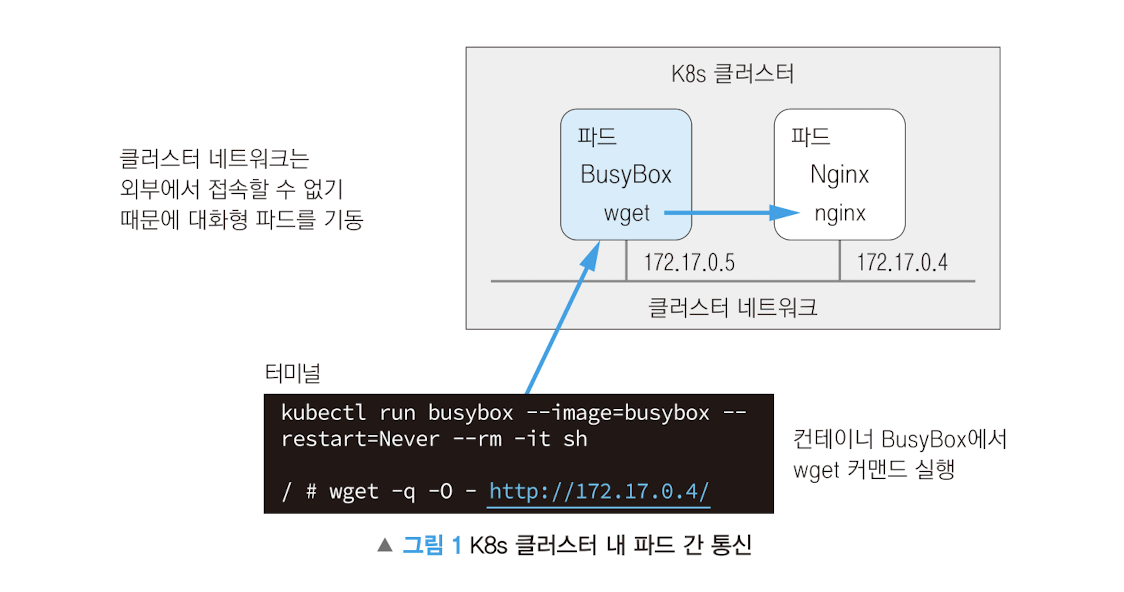 K8s 클러스터
파드
BusyBox
wget
파드
Nginx
nginx
172.17.0.5
172.17.0.4
클러스터 네트워크
클러스터 네트워크는
외부에서 접속할 수 없기
때문에 대화형 파드를 기동
터미널
kubectl run busybox --image=busybox --
restart=Never --rm -it sh
/ # wget -q -O - http://172.17.0.4/
컨테이너 BusyBox에서
wget 커맨드 실행
▲ 그림 1 K8s 클러스터 내 파드 간 통신